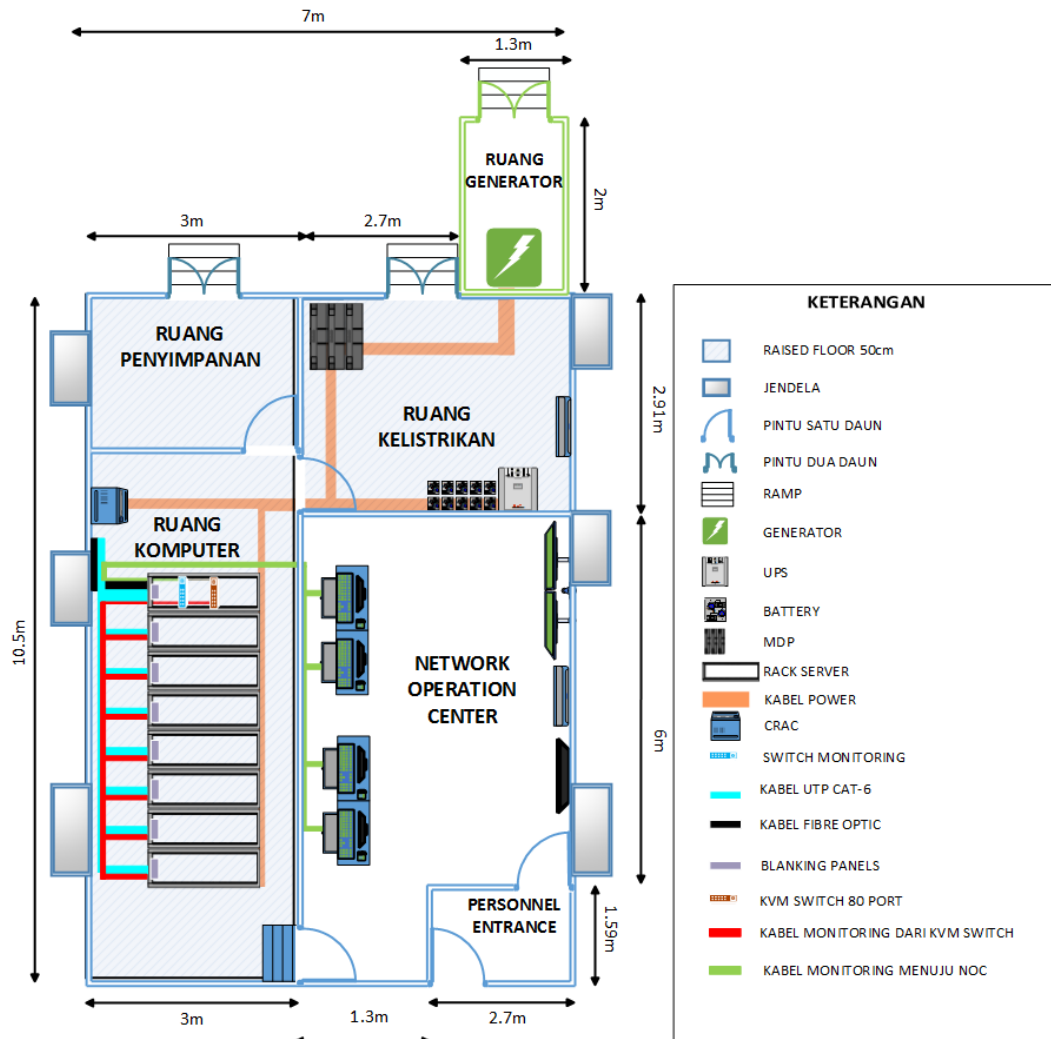 7m
1.3m
RUANG
GENERATOR
2m
3m
2.7m
RUANG
PENYIMPANAN
RUANG
KELISTRIKAN
2.91m
RUANG
KOMPUTER
10.5m
NETWORK
OPERATION
CENTER
6m
PERSONNEL
ENTRANCE
1.59m
3m
1.3m
2.7m
KETERANGAN
RAISED FLOOR 50cm
JENDELA
PINTU SATU DAUN
PINTU DUA DAUN
RAMP
GENERATOR
UPS
BATTERY
MDP
RACK SERVER
KABEL POWER
CRAC
SWITCH MONITORING
KABEL UTP CAT-6
KABEL FIBRE OPTIC
BLANKING PANELS
KVM SWITCH 80 PORT
KABEL MONITORING DARI KVM SWITCH
KABEL MONITORING MENUJU NOC